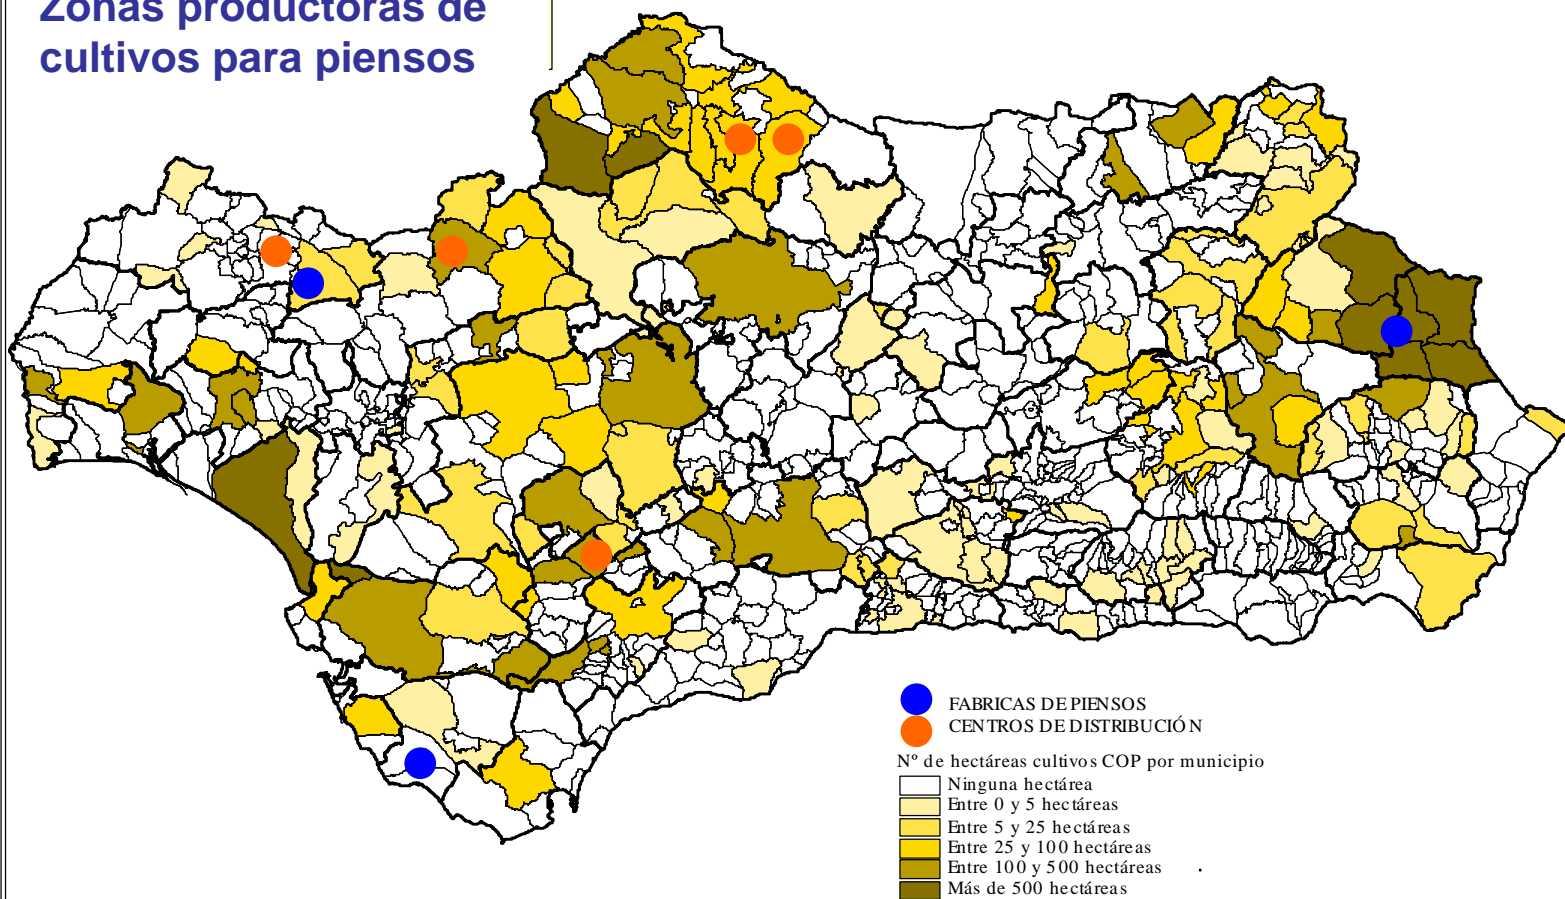 Zonas productoras de
cultivos para piensos
FABRICAS DE PIENSOS
CENTROS DE DISTRIBUCIÓN
Nº de hectáreas cultivos COP por municipio
Ninguna hectárea
Entre 0 y 5 hectáreas
Entre 5 y 25 hectáreas
Entre 25 y 100 hectáreas
Entre 100 y 500 hectáreas
Más de 500 hectáreas